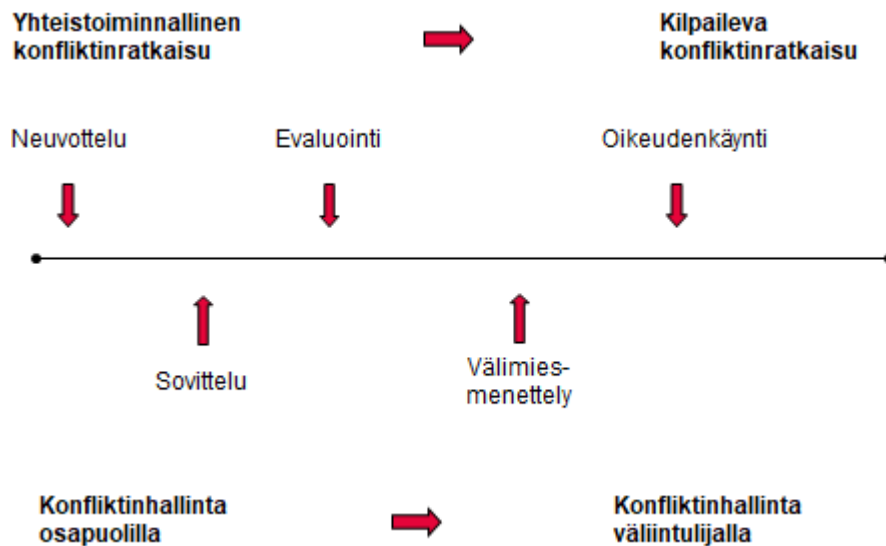 Yhteistoiminnallinen
konfliktinratkaisu
Kilpaileva
konfliktinratkaisu
Neuvottelu
Evaluointi
Oikeudenkäynti
Sovittelu
Välimies-
menettely
Konfliktinhallinta
osapuolilla
Konfliktinhallinta
väliintulijalla